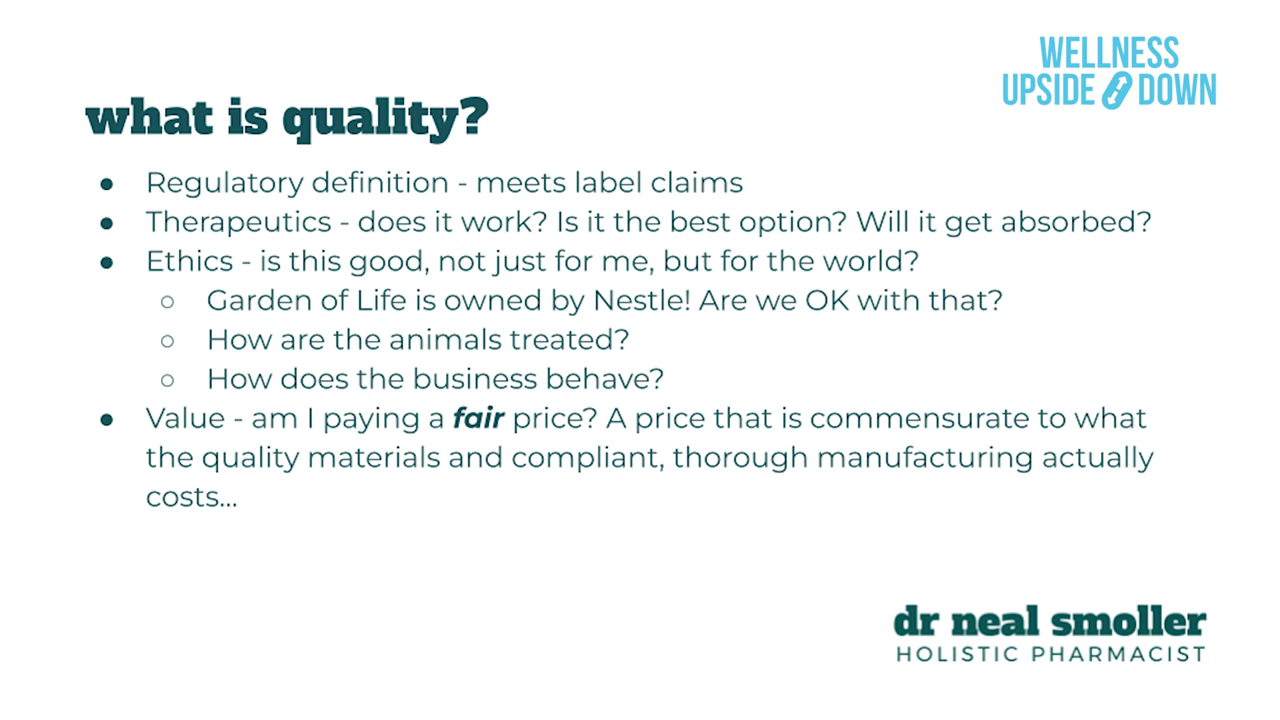 WELLNESS
UPSIDE DOWN
what is quality?
● Regulatory definition - meets label claims
● Therapeutics - does it work? Is it the best option? Will it get absorbed?
● Ethics - is this good, not just for me, but for the world?
○ Garden of Life is owned by Nestle! Are we OK with that?
○ How are the animals treated?
○ How does the business behave?
● Value - am I paying a fair price? A price that is commensurate to what
the quality materials and compliant, thorough manufacturing actually
costs...
dr neal smoller
HOLISTIC PHARMACIST